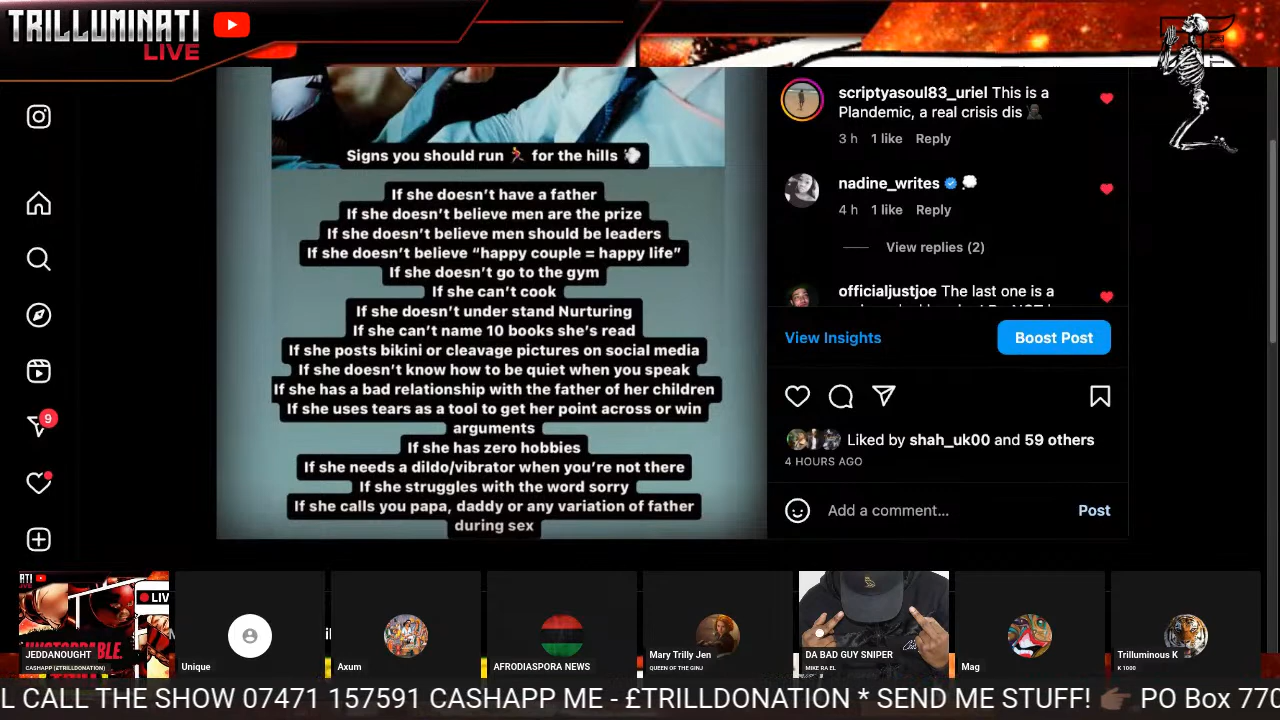 TRILLUMINATI
LIVE
Signs you should run 🏃 for the hills 💨
If she doesn’t have a father
If she doesn’t believe men are the prize
If she doesn’t believe men should be leaders
If she doesn’t believe “happy couple = happy life”
If she doesn’t go to the gym
If she can’t cook
If she doesn’t under stand Nurturing
If she can’t name 10 books she’s read
If she posts bikini or cleavage pictures on social media
If she doesn’t know how to be quiet when you speak
If she has a bad relationship with the father of her children
If she uses tears as a tool to get her point across or win
arguments
If she has zero hobbies
If she needs a dildo/vibrator when you’re not there
If she struggles with the word sorry
If she calls you papa, daddy or any variation of father
during sex
scriptyasoul83_uriel This is a
Plandemic, a real crisis dis
3 h 1 like Reply
nadine_writes
4 h 1 like Reply
View replies (2)
officialjustjoe The last one is a
View Insights
Boost Post
Liked by shah_uk00 and 59 others
4 HOURS AGO
Add a comment...
Post
9
JEDDANOUGHT
CASHAPP (£TRILLDONATION)
Unique
Axum
AFRODIASPORA NEWS
Mary Trilly Jen
QUEEN OF THE GINJ
DA BAD GUY SNIPER
MIKE RA EL
Mag
Trilluminous K
K 1000
L CALL THE SHOW 07471 157591 CASHAPP ME - £TRILLDONATION * SEND ME STUFF! 👉🏾 PO Box 770